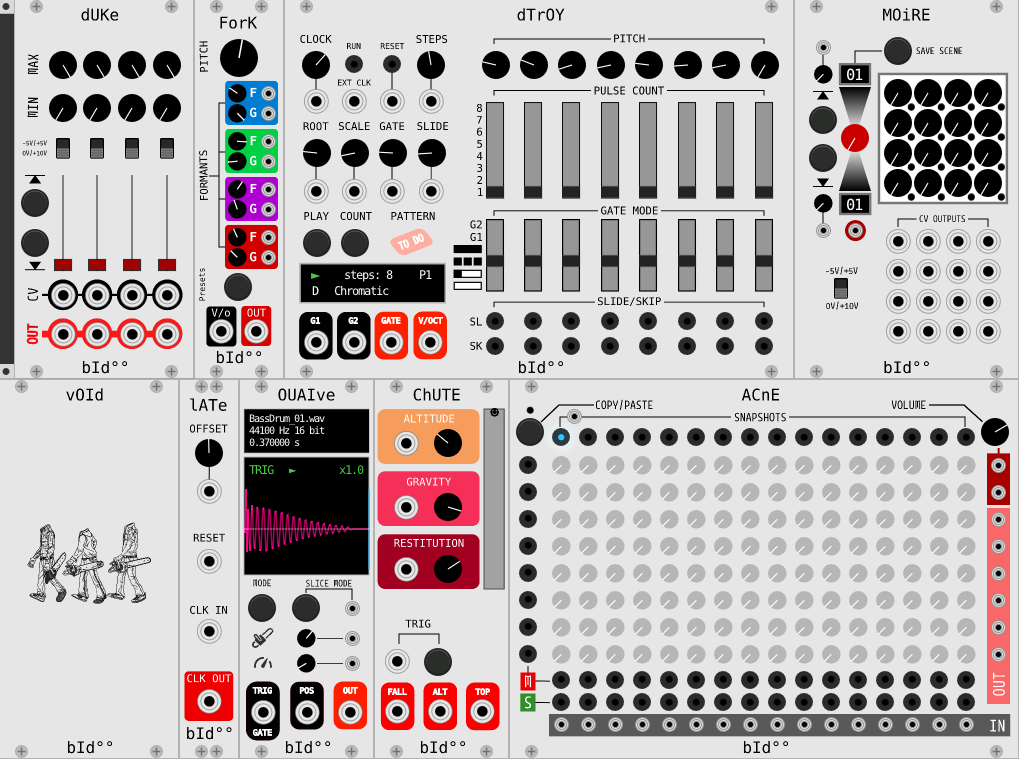 dUKe
MAX
MIN
-5V/+5V
0V/+10V
CV
OUT
bId°°
ForK
PITCH
FORMANTS
F
G
F
G
F
G
F
G
Presets
V/o
OUT
bId°°
dTrOY
CLOCK
RUN
RESET
STEPS
EXT CLK
ROOT
SCALE
GATE
SLIDE
PLAY
COUNT
PATTERN
TO DO
► steps: 8 P1
D Chromatic
G1
G2
GATE
V/OCT
PITCH
PULSE COUNT
8
7
6
5
4
3
2
1
GATE MODE
G2
G1
SLIDE/SKIP
SL
SK
bId°°
MOiRE
SAVE SCENE
01
01
-5V/+5V
0V/+10V
CV OUTPUTS
bId°°
vOId
bId°°
lATe
OFFSET
RESET
CLK IN
CLK OUT
bId°°
OUAIve
BassDrum_01.wav
44100 Hz 16 bit
0.370000 s
TRIG ► x1.0
MODE
SLICE MODE
TRIG
GATE
POS
OUT
bId°°
ChUTE
ALTITUDE
GRAVITY
RESTITUTION
TRIG
FALL
ALT
TOP
bId°°
ACnE
COPY/PASTE
SNAPSHOTS
VOLUME
M
S
OUT
IN
bId°°